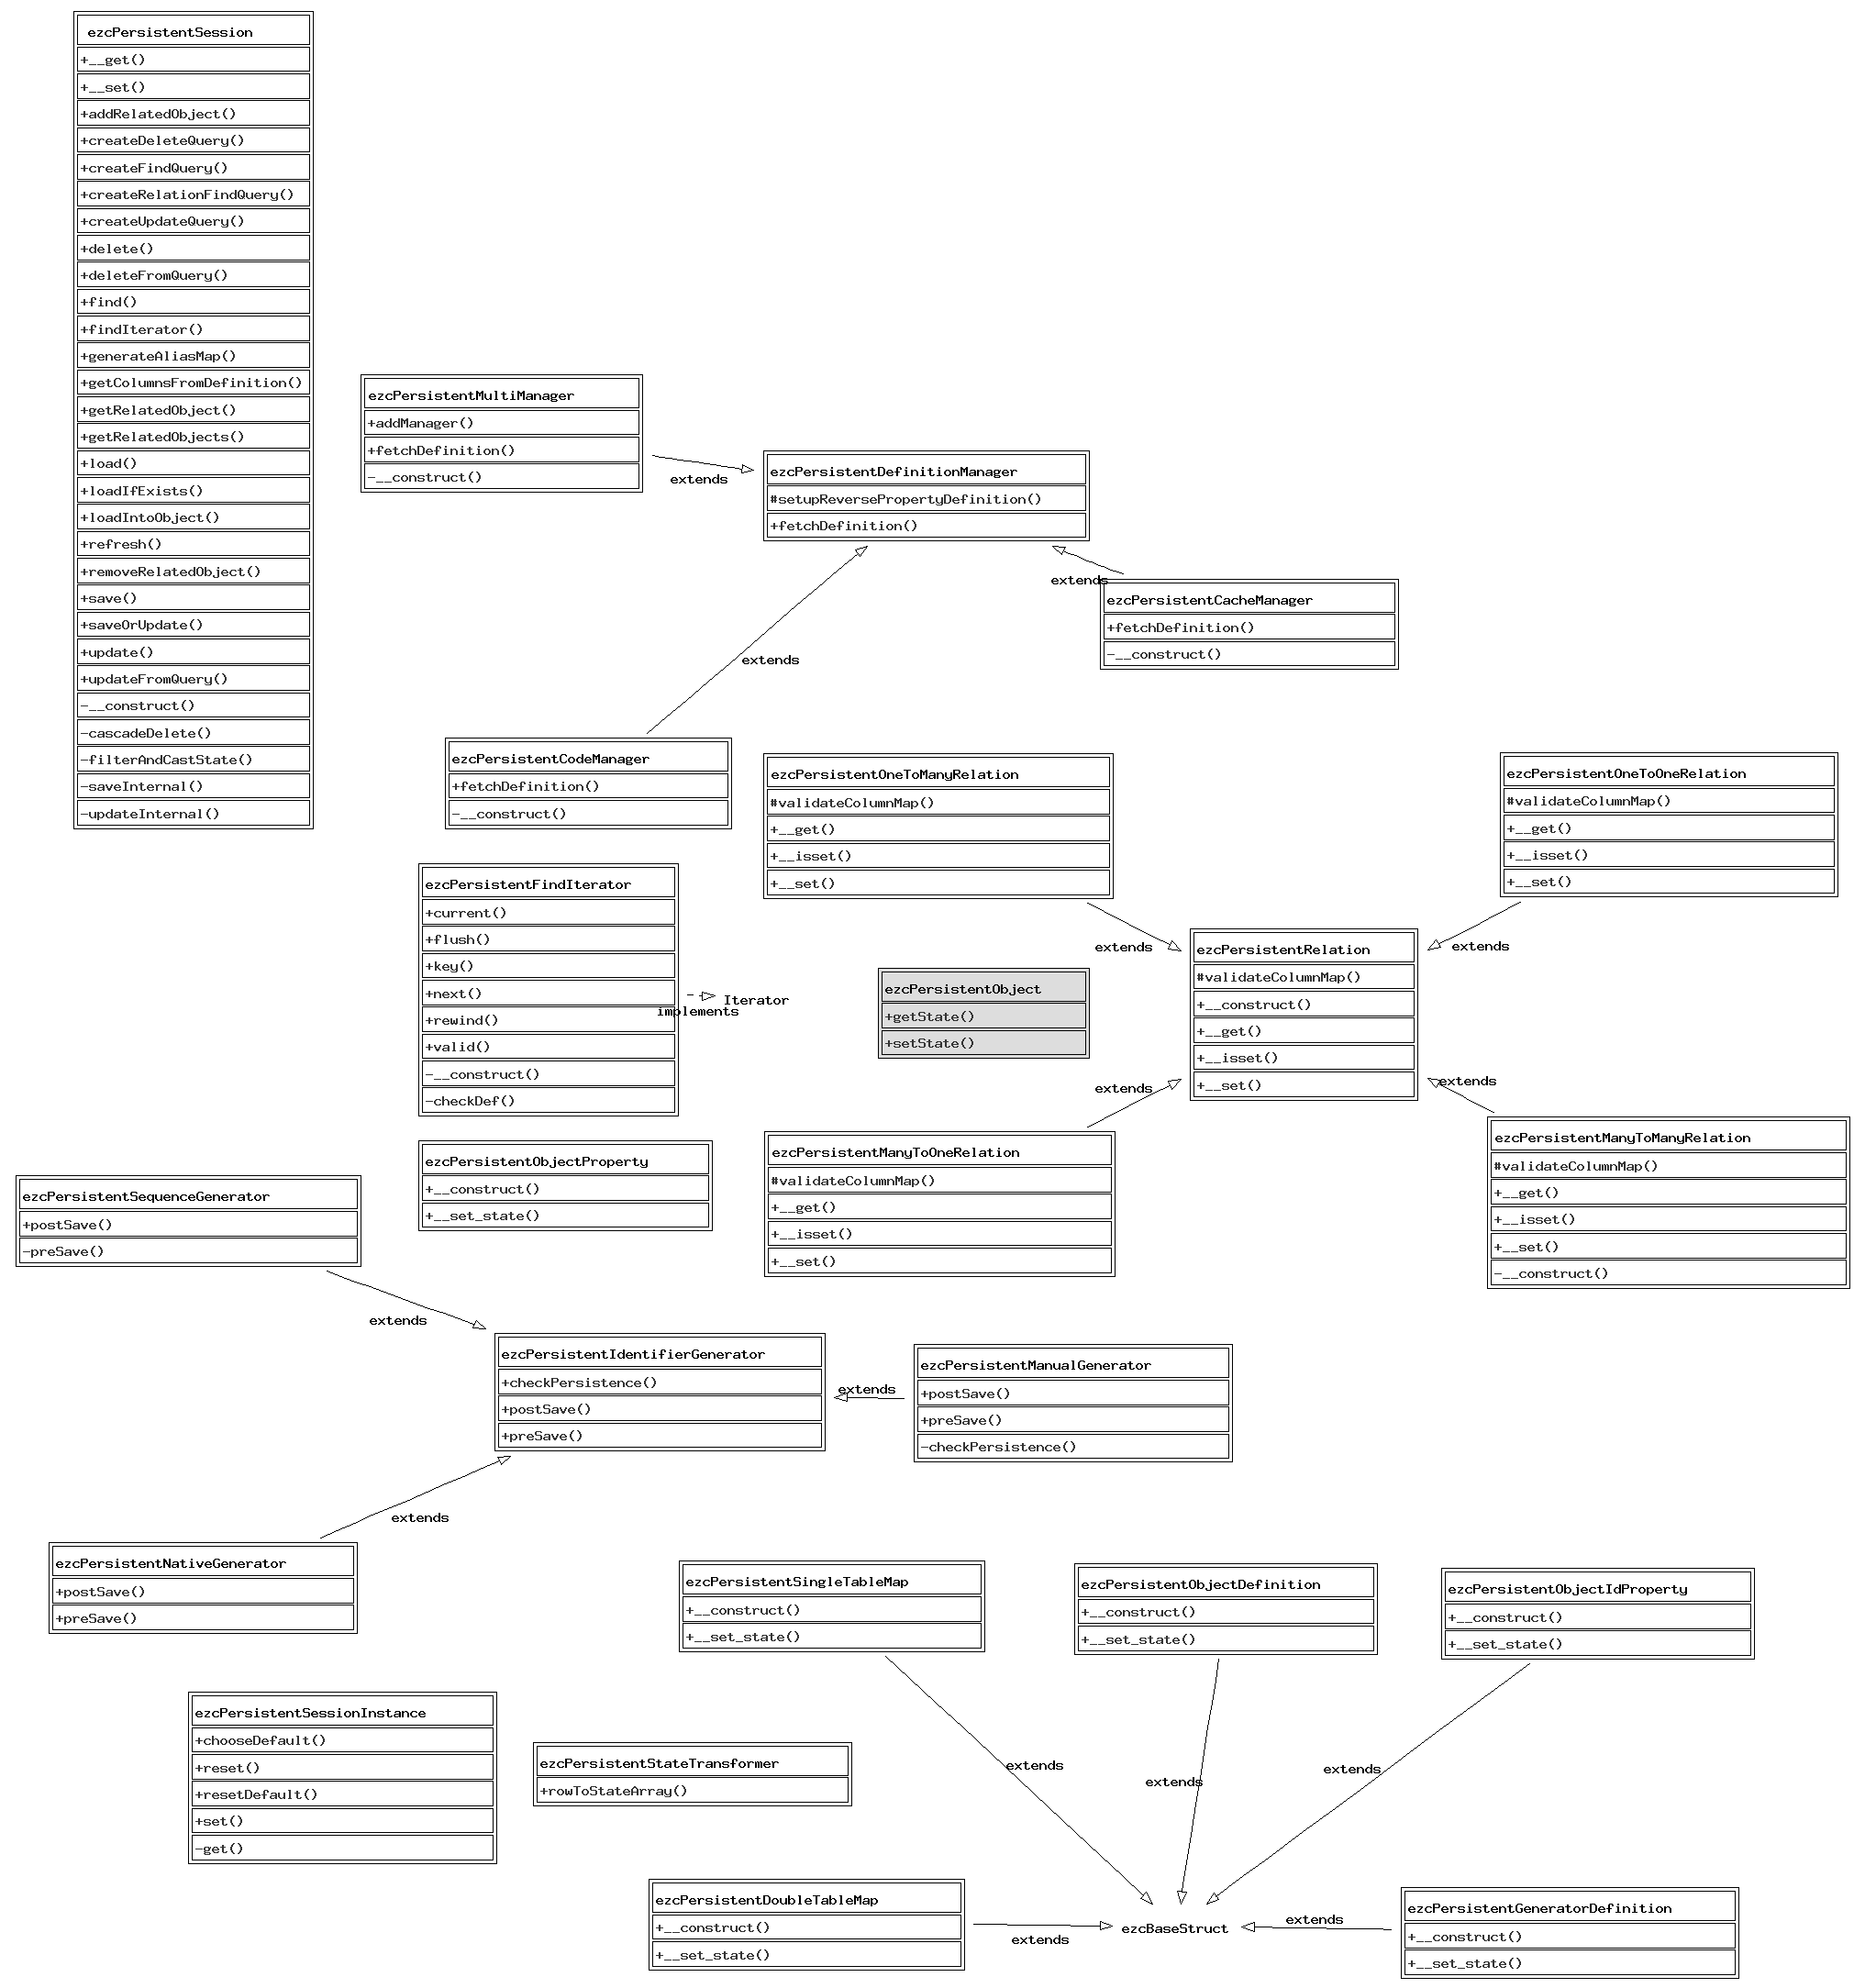 ezcPersistentSession
+__get()
+__set()
+addRelatedObject()
+createDeleteQuery()
+createFindQuery()
+createRelationFindQuery()
+createUpdateQuery()
+delete()
+deleteFromQuery()
+find()
+findIterator()
+generateAliasMap()
+getColumnsFromDefinition()
+getRelatedObject()
+getRelatedObjects()
+load()
+loadIfExists()
+loadIntoObject()
+refresh()
+removeRelatedObject()
+save()
+saveOrUpdate()
+update()
+updateFromQuery()
-__construct()
-cascadeDelete()
-filterAndCastState()
-saveInternal()
-updateInternal()
ezcPersistentMultiManager
+addManager()
+fetchDefinition()
-__construct()
extends
ezcPersistentDefinitionManager
#setupReversePropertyDefinition()
+fetchDefinition()
extends
ezcPersistentCacheManager
+fetchDefinition()
-__construct()
extends
ezcPersistentCodeManager
+fetchDefinition()
-__construct()
ezcPersistentOneToManyRelation
#validateColumnMap()
+__get()
+__isset()
+__set()
extends
ezcPersistentOneToOneRelation
#validateColumnMap()
+__get()
+__isset()
+__set()
extends
ezcPersistentRelation
#validateColumnMap()
+__construct()
+__get()
+__isset()
+__set()
ezcPersistentFindIterator
+current()
+flush()
+key()
+next()
+rewind()
+valid()
-__construct()
-checkDef()
implements
Iterator
ezcPersistentObject
+getState()
+setState()
extends
extends
ezcPersistentManyToOneRelation
#validateColumnMap()
+__get()
+__isset()
+__set()
ezcPersistentManyToManyRelation
#validateColumnMap()
+__get()
+__isset()
+__set()
-__construct()
ezcPersistentObjectProperty
+__construct()
+__set_state()
ezcPersistentSequenceGenerator
+postSave()
-preSave()
extends
ezcPersistentIdentifierGenerator
+checkPersistence()
+postSave()
+preSave()
extends
ezcPersistentManualGenerator
+postSave()
+preSave()
-checkPersistence()
extends
ezcPersistentNativeGenerator
+postSave()
+preSave()
ezcPersistentSingleTableMap
+__construct()
+__set_state()
ezcPersistentObjectDefinition
+__construct()
+__set_state()
ezcPersistentObjectIdProperty
+__construct()
+__set_state()
ezcPersistentSessionInstance
+chooseDefault()
+reset()
+resetDefault()
+set()
-get()
ezcPersistentStateTransformer
+rowToStateArray()
extends
extends
extends
ezcPersistentDoubleTableMap
+__construct()
+__set_state()
extends
ezcBaseStruct
extends
ezcPersistentGeneratorDefinition
+__construct()
+__set_state()